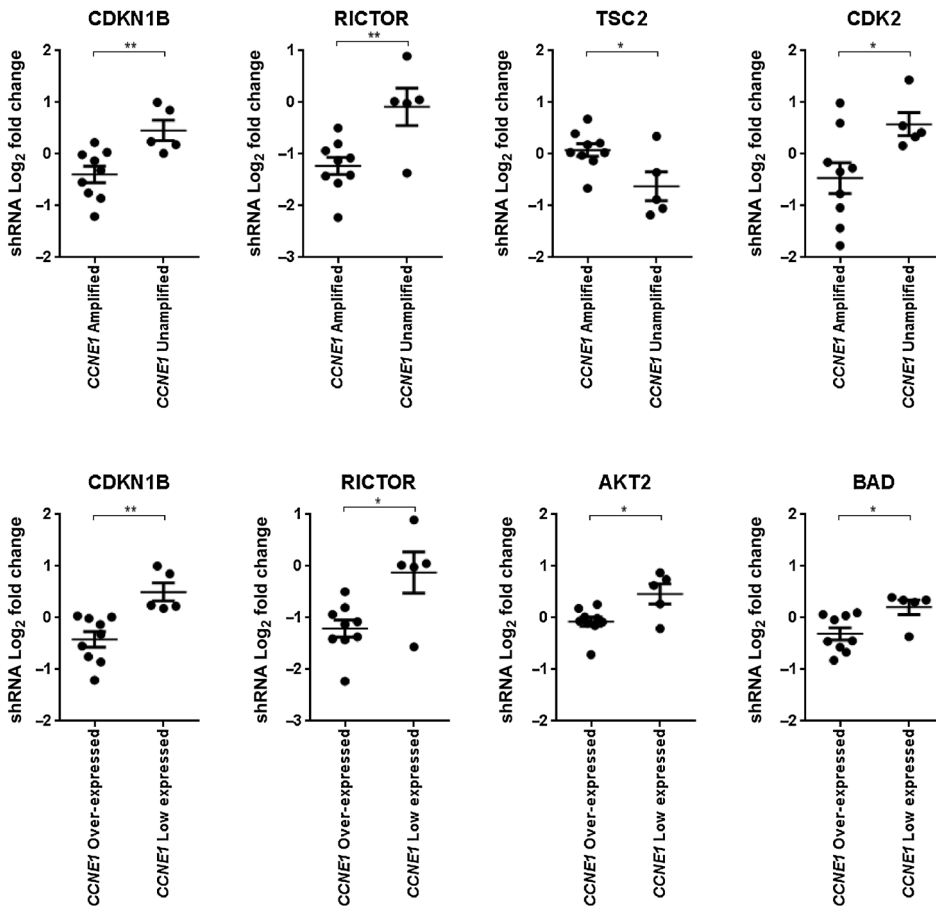 CDKN1B
RICTOR
TSC2
CDK2
shRNA Log2 fold change
2
1
0
–1
–2
**
CCNE1 Amplified
CCNE1 Unamplified
shRNA Log2 fold change
1
0
–1
–2
–3
**
CCNE1 Amplified
CCNE1 Unamplified
shRNA Log2 fold change
2
1
0
–1
–2
*
CCNE1 Amplified
CCNE1 Unamplified
shRNA Log2 fold change
2
1
0
–1
–2
*
CCNE1 Amplified
CCNE1 Unamplified
CDKN1B
RICTOR
AKT2
BAD
shRNA Log2 fold change
2
1
0
–1
–2
**
CCNE1 Over-expressed
CCNE1 Low expressed
shRNA Log2 fold change
1
0
–1
–2
–3
*
CCNE1 Over-expressed
CCNE1 Low expressed
shRNA Log2 fold change
2
1
0
–1
–2
*
CCNE1 Over-expressed
CCNE1 Low expressed
shRNA Log2 fold change
2
1
0
–1
–2
*
CCNE1 Over-expressed
CCNE1 Low expressed